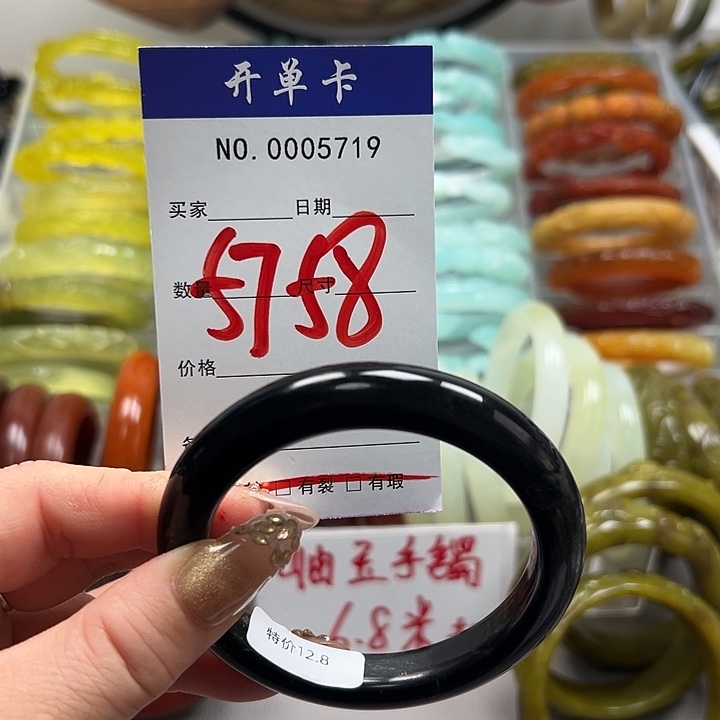 开单卡
NO.0005719
买家 日期
数量 尺寸
5758
价格
有裂 有瑕
岫玉手镯
6.8米
特价12.8